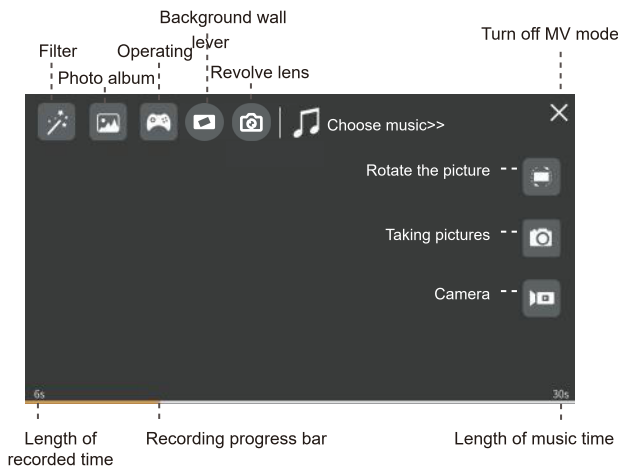 Background wall
lever
Turn off MV mode
Filter
Operating
Photo album
Revolve lens
Choose music>>
Rotate the picture
Taking pictures
Camera
6s
30s
Length of
recorded time
Recording progress bar
Length of music time